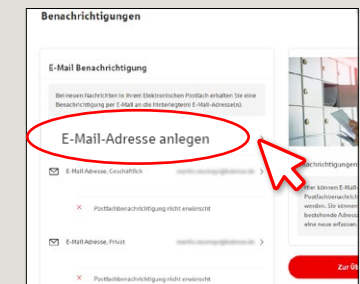 Benachrichtigungen
E-Mail Benachrichtigung
Bei neuen Nachrichten in Ihrem Elektronischen Postfach erhalten Sie eine
Benachrichtigung per E-Mail an die hinterlegte(n) E-Mail-Adresse(n).
E-Mail-Adresse anlegen
E-Mail Adresse, Geschäftlich
Postfachbenachrichtigung nicht erwünscht
E-Mail Adresse, Privat
Postfachbenachrichtigung nicht erwünscht
achrichtigungen
Hier können E-Mail
Postfachbenachricht
werden. Sie können
bestehende Adress
eine neue erfassen.
Zur Üb